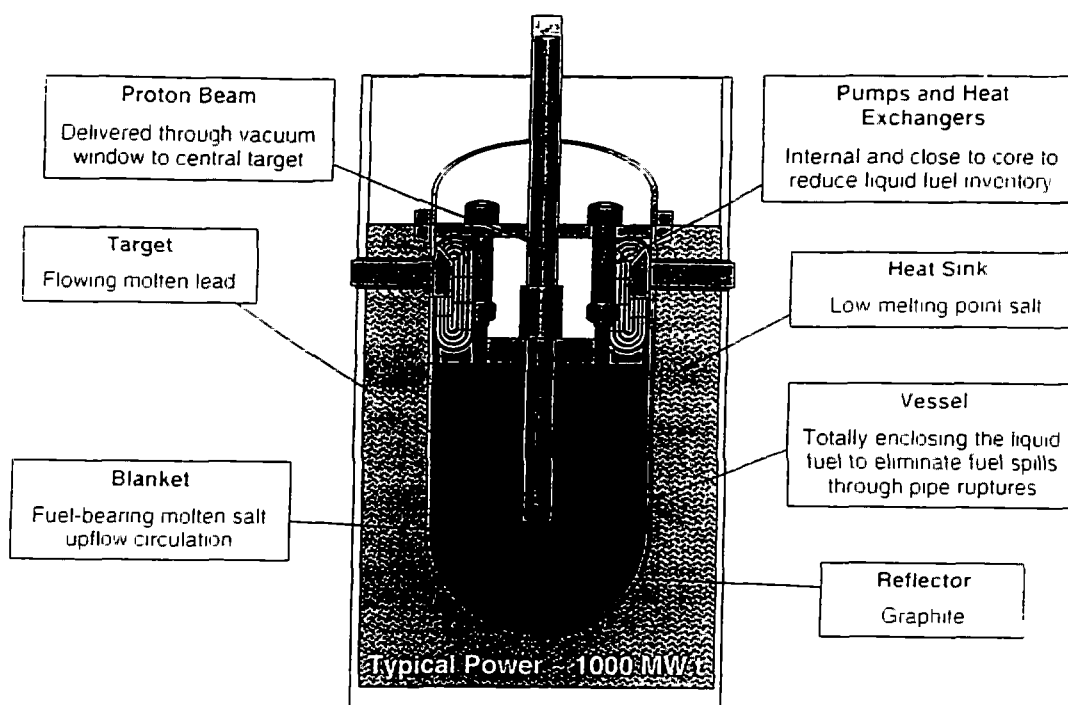 Proton Beam
Delivered through vacuum
window to central target
Target
Flowing molten lead
Blanket
Fuel-bearing molten salt
upflow circulation
Pumps and Heat
Exchangers
Internal and close to core to
reduce liquid fuel inventory
Heat Sink
Low melting point salt
Vessel
Totally enclosing the liquid
fuel to eliminate fuel spills
through pipe ruptures
Reflector
Graphite
Typical Power ~ 1000 MW-t